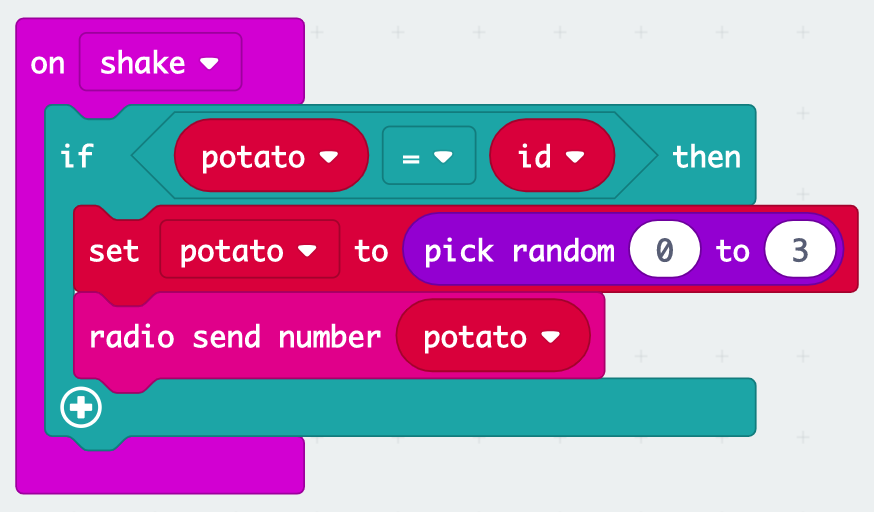 on shake
if potato = id then
set potato to pick random 0 to 3
radio send number potato